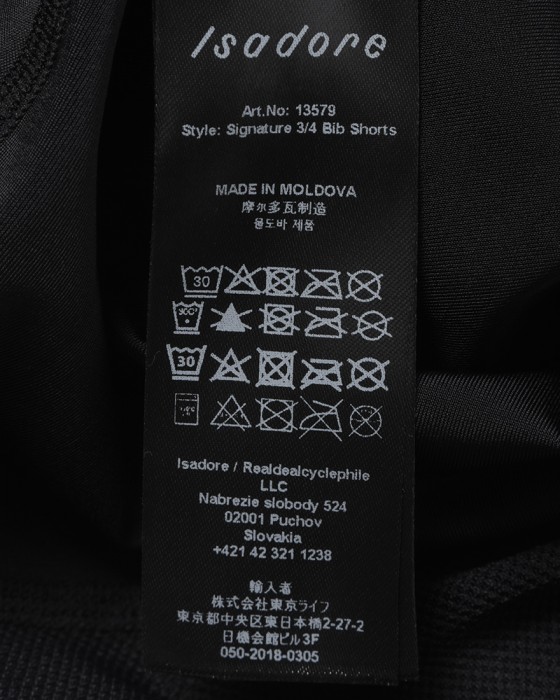 Isadore
Art.No: 13579
Style: Signature 3/4 Bib Shorts
MADE IN MOLDOVA
摩尔多瓦制造
몰도바 제품
30
30
Isadore / Realdealcyclephile
LLC
Nabrezie slobody 524
02001 Puchov
Slovakia
+421 42 321 1238
輸入者
株式会社東京ライフ
東京都中央区東日本橋2-27-2
日機会館ビル3F
050-2018-0305